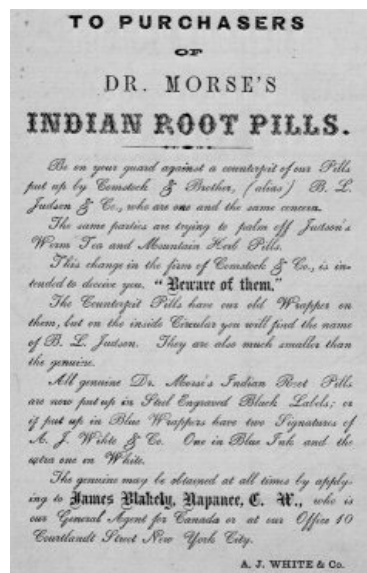 TO PURCHASERS
OF
DR. MORSE'S
INDIAN ROOT PILLS.
Be on your guard against a counterpit of our Pills
put up by Comstock & Brother, (alias) B. L.
Judson & Co., who are one and the same concern.
The same parties are trying to palm off Judson's
Worm Tea and Mountain Herb Pills.
This change in the firm of Comstock & Co., is in-
tended to deceive you. "Beware of them."
The Counterpit Pills have our old Wrapper on
them, but on the inside Circular you will find the name
of B. L. Judson. They are also much smaller than
the genuine.
All genuine Dr. Morse's Indian Root Pills
are now put up in Steel Engraved Black Labels; or
if put up in Blue Wrappers have two Signatures of
A. J. White & Co. One in Blue Ink and the
extra one on White.
The genuine may be obtained at all times by apply-
ing to James Blakely, Napanee, C. W., who is
our General Agent for Canada or at our Office 10
Courtlandt Street New York City.
A. J. WHITE & Co.